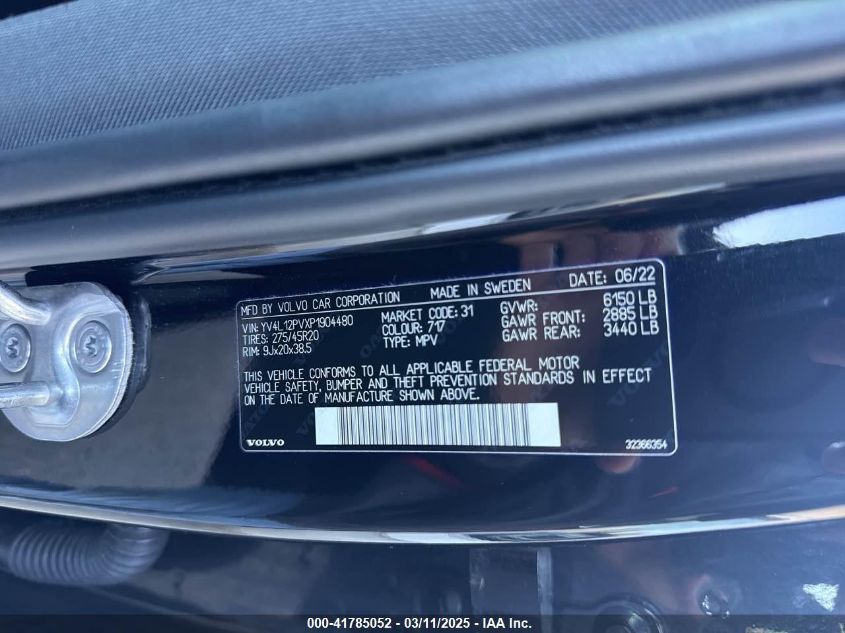 MFD BY VOLVO CAR CORPORATION MADE IN SWEDEN DATE: 06/22
VIN: YV4L12PVXP1904480 MARKET CODE: 31 GVWR: 6150 LB
TIRES: 275/45R20 COLOUR: 717 GAWR FRONT: 2885 LB
RIM: 9Jx20x38.5 TYPE: MPV GAWR REAR: 3440 LB
THIS VEHICLE CONFORMS TO ALL APPLICABLE FEDERAL MOTOR
VEHICLE SAFETY, BUMPER AND THEFT PREVENTION STANDARDS IN EFFECT
ON THE DATE OF MANUFACTURE SHOWN ABOVE.
VOLVO 32366354
000-41785052 - 03/11/2025 - IAA Inc.